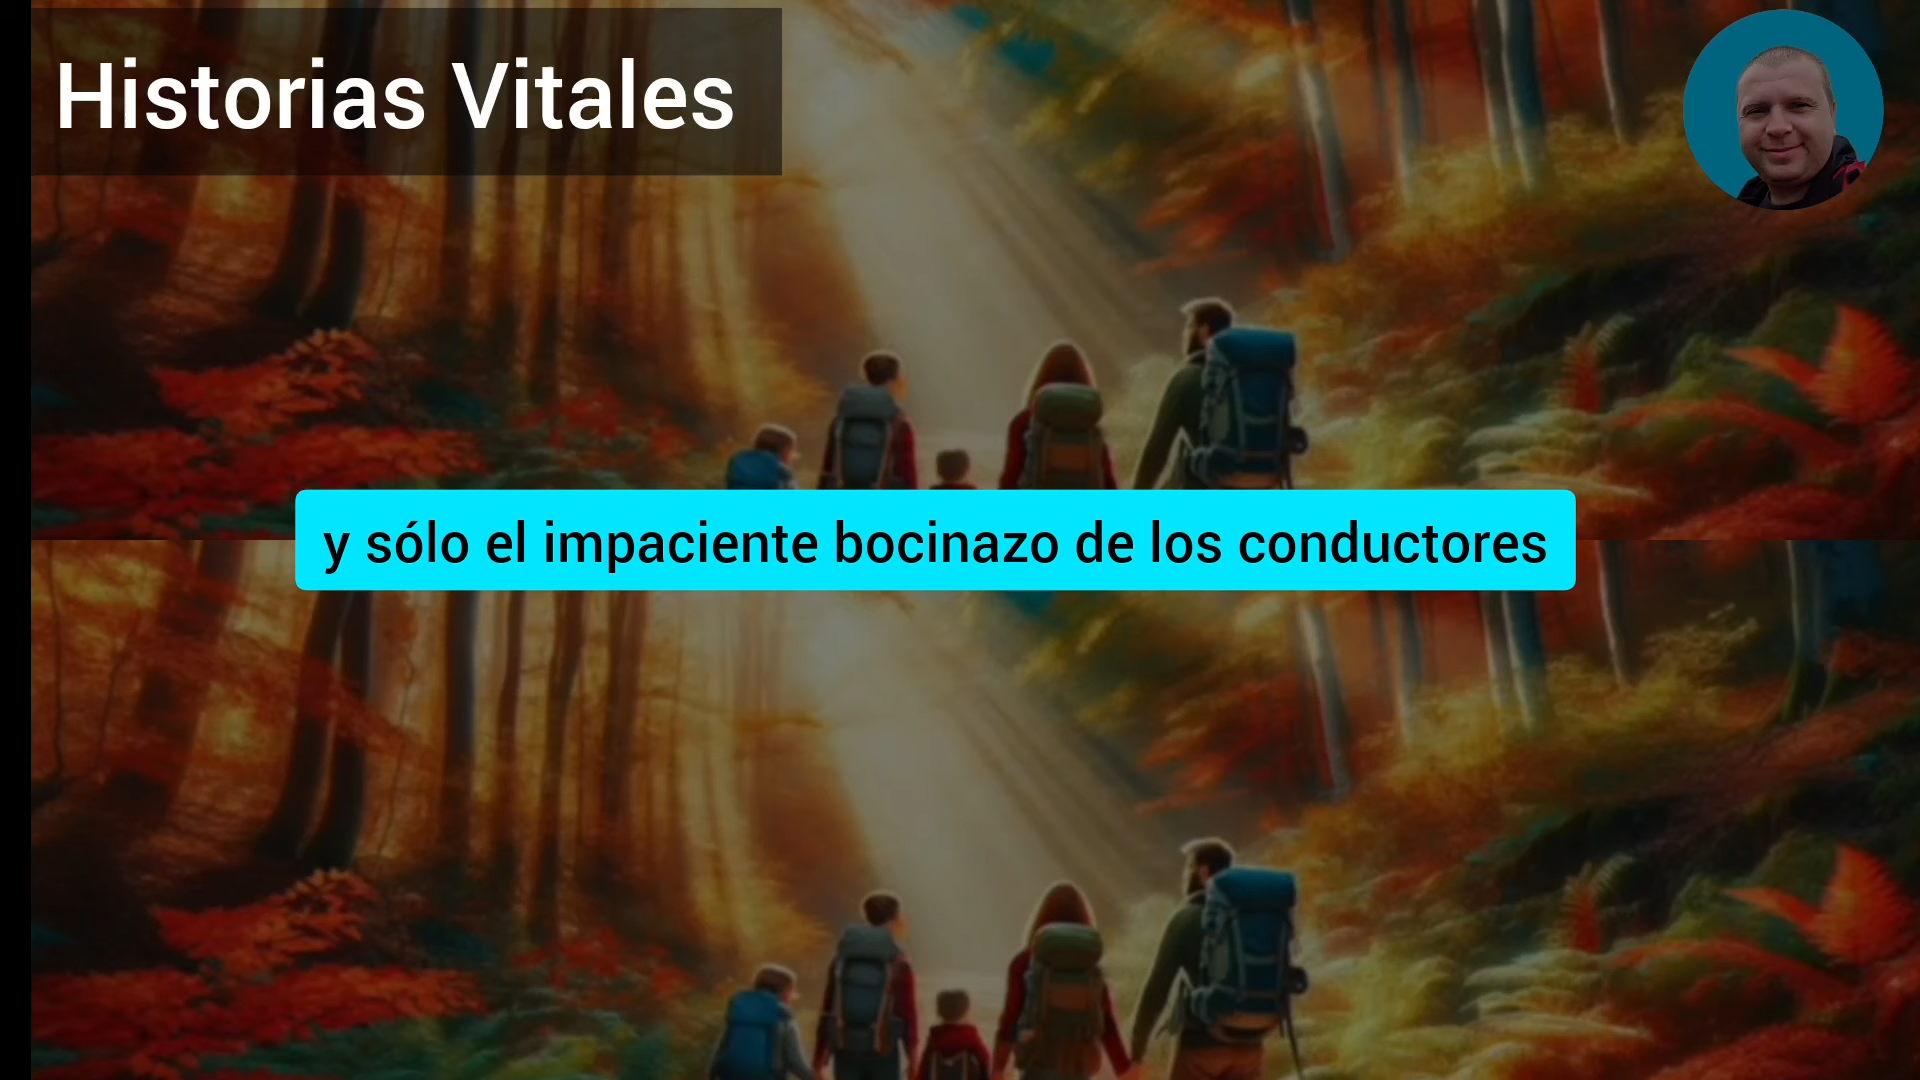 Historias Vitales
y sólo el impaciente bocinazo de los conductores